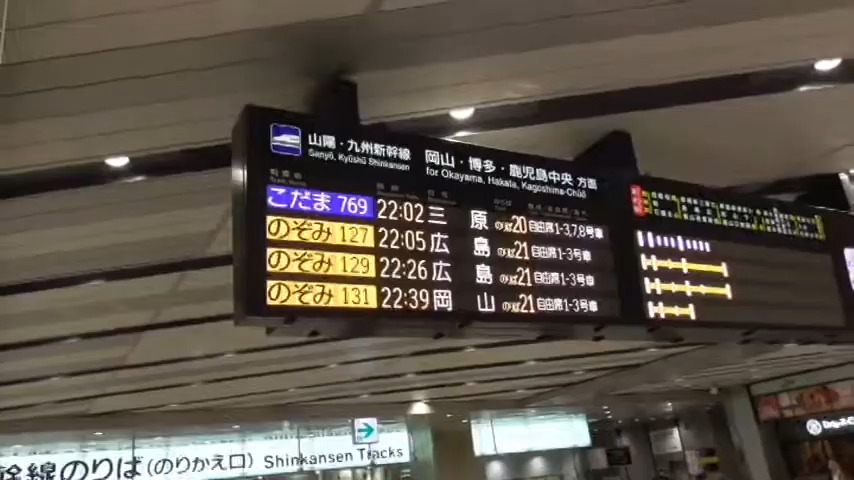 山陽・九州新幹線 岡山・博多・鹿児島中央 方面
Sanyō, Kyūshū Shinkansen for Okayama, Hakata, Kagoshima-Chūō
こだま 769 22:02 三原 のりば20 自由席1-3,7,8号車
のぞみ 127 22:05 広島 のりば21 自由席1-3号車
のぞみ 129 22:26 広島 のりば21 自由席1-3号車
のぞみ 131 22:39 岡山 のりば21 自由席1-3号車
幹線のりば(のりかえ口) Shinkansen Tracks